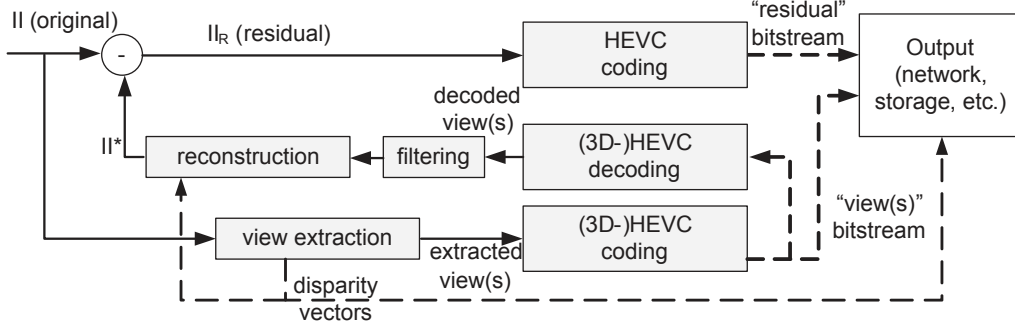 II (original)
-
II_R (residual)
HEVC
coding
“residual”
bitstream
Output
(network,
storage, etc.)
II*
reconstruction
filtering
decoded
view(s)
(3D-)HEVC
decoding
view extraction
extracted
view(s)
(3D-)HEVC
coding
“view(s)”
bitstream
disparity
vectors